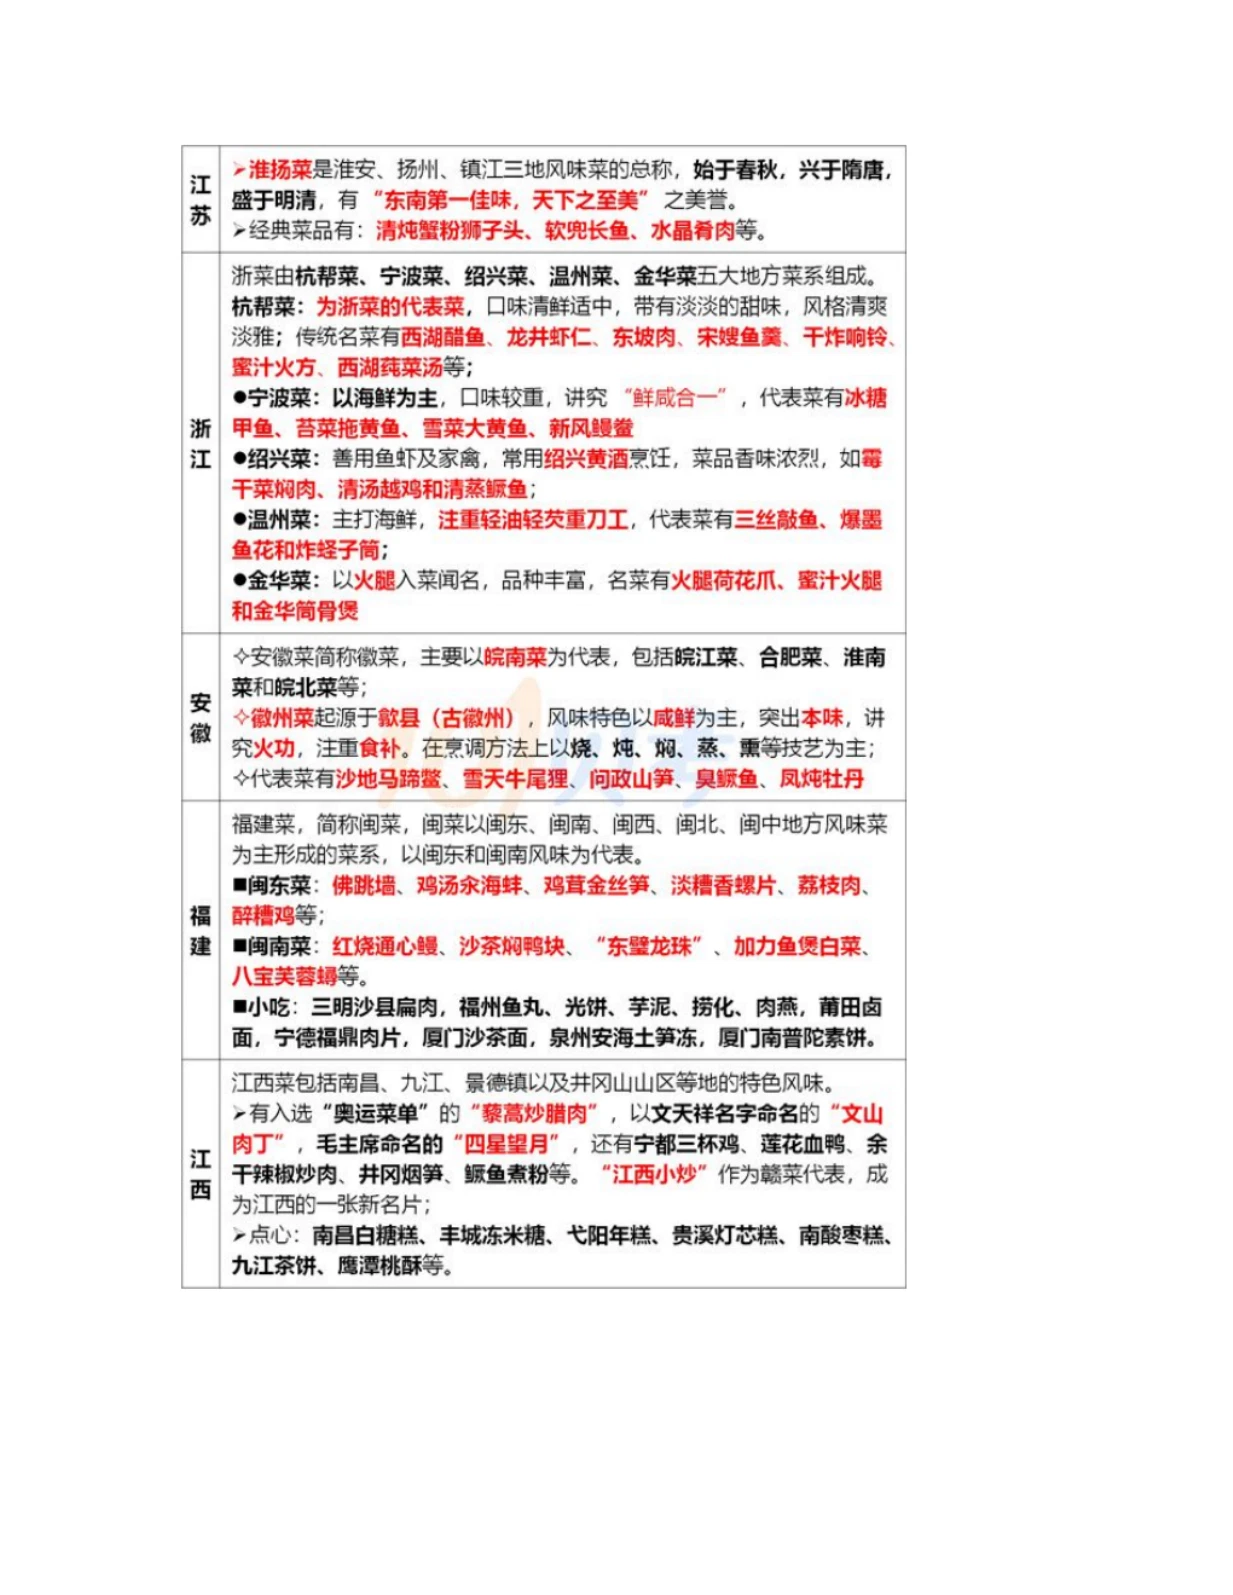 江苏
➢淮扬菜是淮安、扬州、镇江三地风味菜的总称，始于春秋，兴于隋唐，
盛于明清，有“东南第一佳味，天下之至美”之美誉。
➢经典菜品有：清炖蟹粉狮子头、软兜长鱼、水晶肴肉等。
浙江
浙菜由杭帮菜、宁波菜、绍兴菜、温州菜、金华菜五大地方菜系组成。
杭帮菜：为浙菜的代表菜，口味清鲜适中，带有淡淡的甜味，风格清爽
淡雅；传统名菜有西湖醋鱼、龙井虾仁、东坡肉、宋嫂鱼羹、干炸响铃、
蜜汁火方、西湖莼菜汤等；
●宁波菜：以海鲜为主，口味较重，讲究“鲜咸合一”，代表菜有冰糖
甲鱼、苔菜拖黄鱼、雪菜大黄鱼、新风鳗鲞
●绍兴菜：善用鱼虾及家禽，常用绍兴黄酒烹饪，菜品香味浓烈，如霉
干菜焖肉、清汤越鸡和清蒸鳜鱼；
●温州菜：主打海鲜，注重轻油轻芡重刀工，代表菜有三丝敲鱼、爆墨
鱼花和炸蛏子筒；
●金华菜：以火腿入菜闻名，品种丰富，名菜有火腿荷花爪、蜜汁火腿
和金华筒骨煲
安徽
✧安徽菜简称徽菜，主要以皖南菜为代表，包括皖江菜、合肥菜、淮南
菜和皖北菜等；
✧徽州菜起源于歙县（古徽州），风味特色以咸鲜为主，突出本味，讲
究火功，注重食补。在烹调方法上以烧、炖、焖、蒸、熏等技艺为主；
✧代表菜有沙地马蹄鳖、雪天牛尾狸、问政山笋、臭鳜鱼、凤炖牡丹
福建
福建菜，简称闽菜，闽菜以闽东、闽南、闽西、闽北、闽中地方风味菜
为主形成的菜系，以闽东和闽南风味为代表。
■闽东菜：佛跳墙、鸡汤氽海蚌、鸡茸金丝笋、淡糟香螺片、荔枝肉、
醉糟鸡等；
■闽南菜：红烧通心鳗、沙茶焖鸭块、“东璧龙珠”、加力鱼煲白菜、
八宝芙蓉蟳等。
■小吃：三明沙县扁肉，福州鱼丸、光饼、芋泥、捞化、肉燕，莆田卤
面，宁德福鼎肉片，厦门沙茶面，泉州安海土笋冻，厦门南普陀素饼。
江西
江西菜包括南昌、九江、景德镇以及井冈山山区等地的特色风味。
➢有入选“奥运菜单”的“藜蒿炒腊肉”，以文天祥名字命名的“文山
肉丁”，毛主席命名的“四星望月”，还有宁都三杯鸡、莲花血鸭、余
干辣椒炒肉、井冈烟笋、鳜鱼煮粉等。“江西小炒”作为赣菜代表，成
为江西的一张新名片；
➢点心：南昌白糖糕、丰城冻米糖、弋阳年糕、贵溪灯芯糕、南酸枣糕、
九江茶饼、鹰潭桃酥等。
101贝考